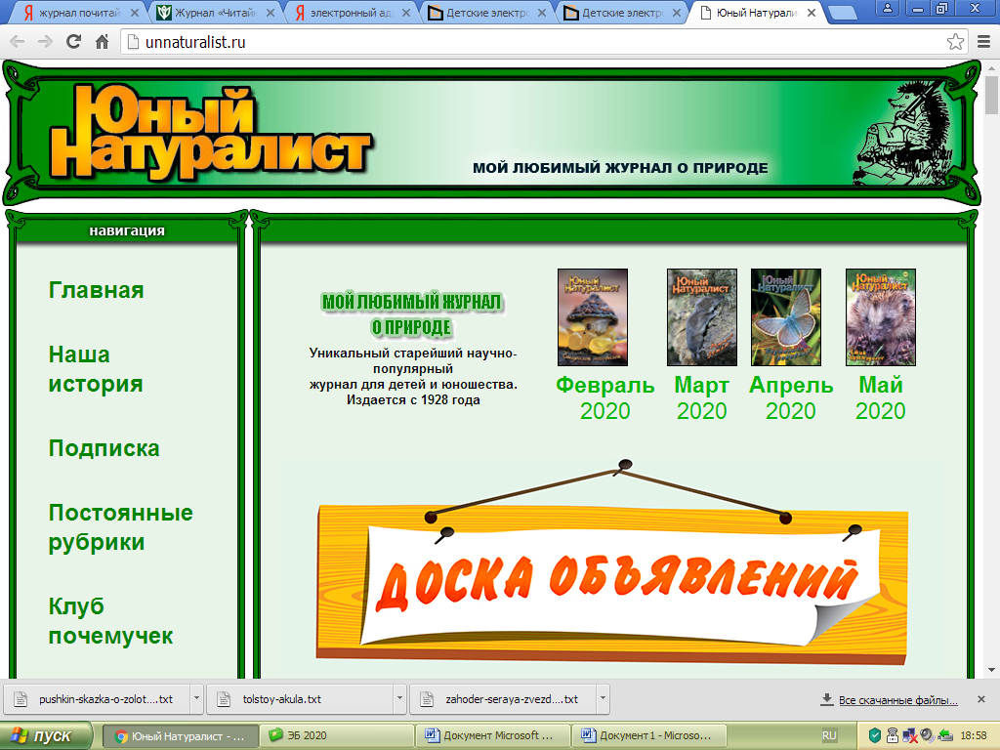 журнал почитай
Журнал «Читайк
электронный адр
Детские электро
Детские электро
Юный Натурали
unnaturalist.ru
Юный
Натуралист
МОЙ ЛЮБИМЫЙ ЖУРНАЛ О ПРИРОДЕ
навигация
Главная
Наша
история
Подписка
Постоянные
рубрики
Клуб
почемучек
МОЙ ЛЮБИМЫЙ ЖУРНАЛ
О ПРИРОДЕ
Уникальный старейший научно-
популярный
журнал для детей и юношества.
Издается с 1928 года
Юный
Натуралист
Юный
Натуралист
Юный
Натуралист
Юный
Натуралист
Февраль
2020
Март
2020
Апрель
2020
Май
2020
ДОСКА ОБЪЯВЛЕНИЙ
pushkin-skazka-o-zolot....txt
tolstoy-akula.txt
zahoder-seraya-zvezd....txt
Все скачанные файлы...
пуск
Юный Натуралист - ...
ЭБ 2020
Документ Microsoft ...
Документ1 - Microso...
RU
18:58